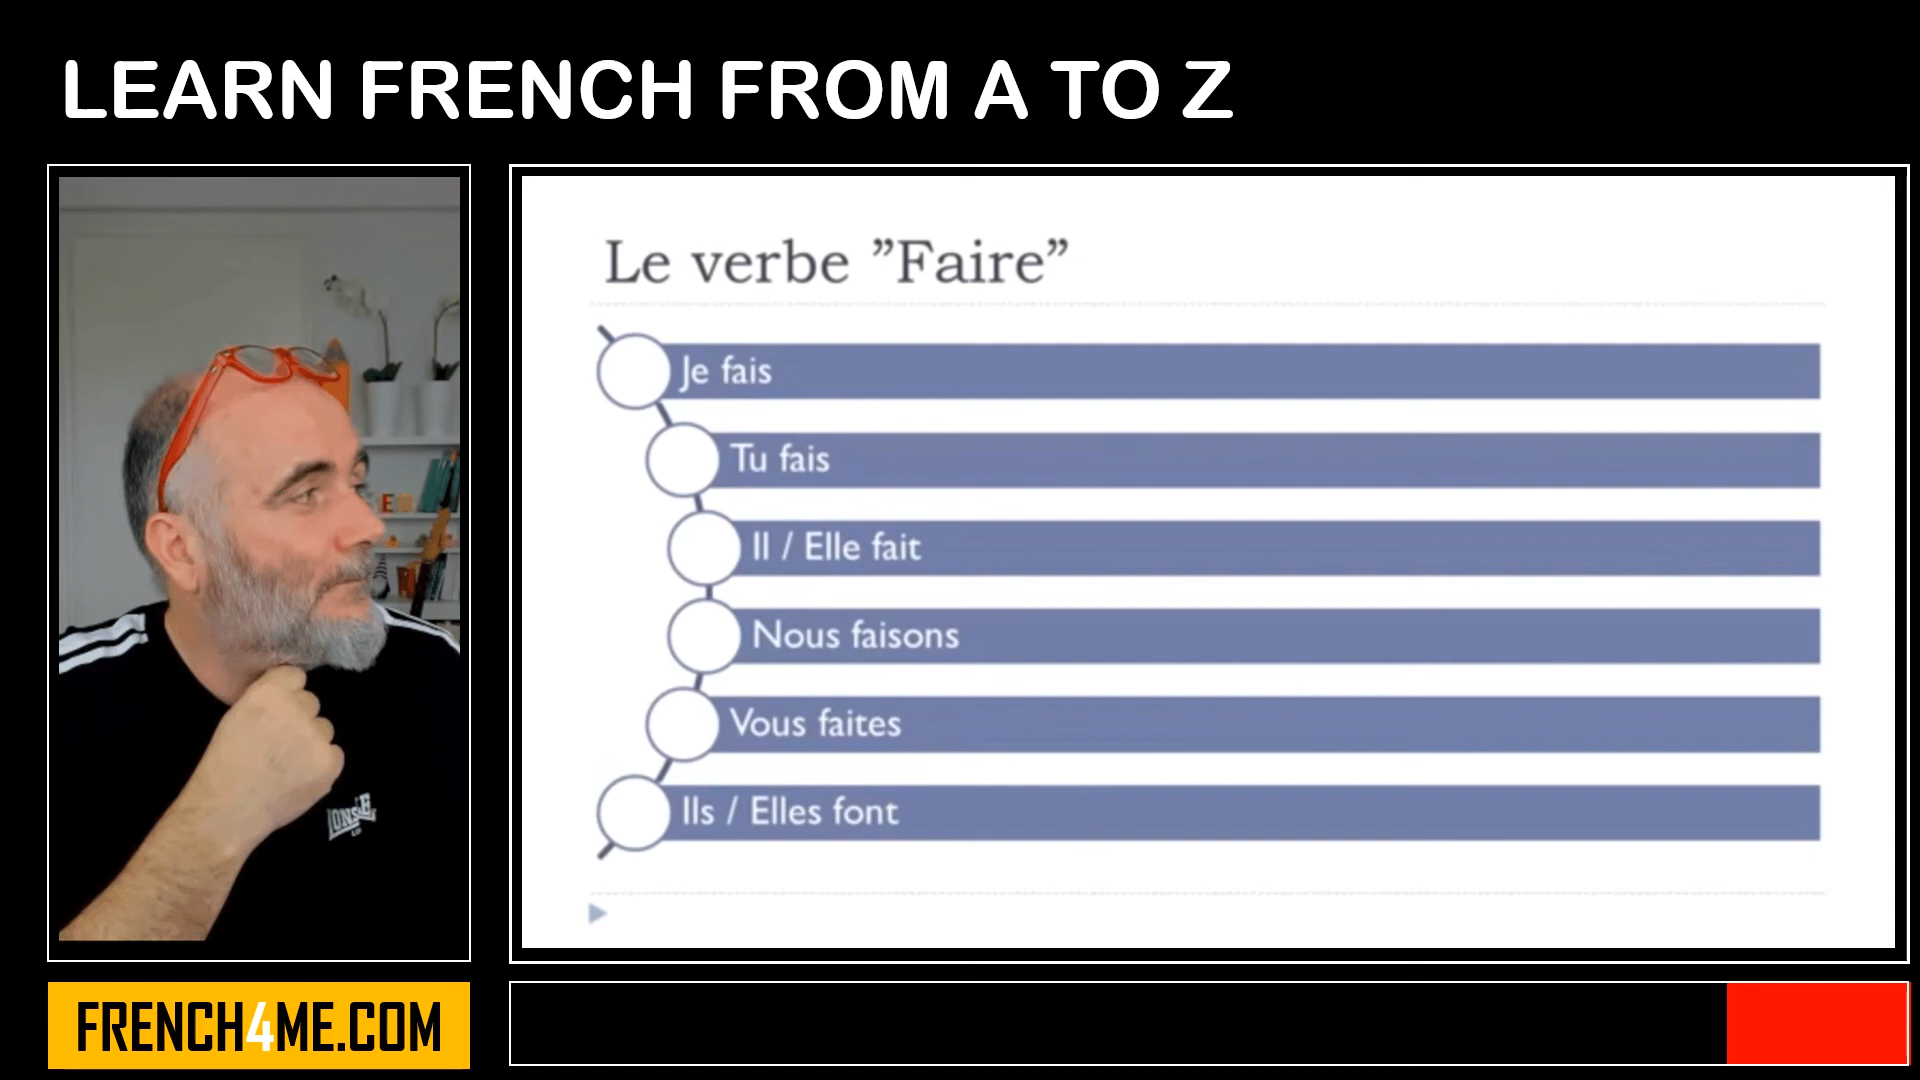 LEARN FRENCH FROM A TO Z
Le verbe ”Faire”
Je fais
Tu fais
Il / Elle fait
Nous faisons
Vous faites
Ils / Elles font
E
LONSDALE
FRENCH4ME.COM